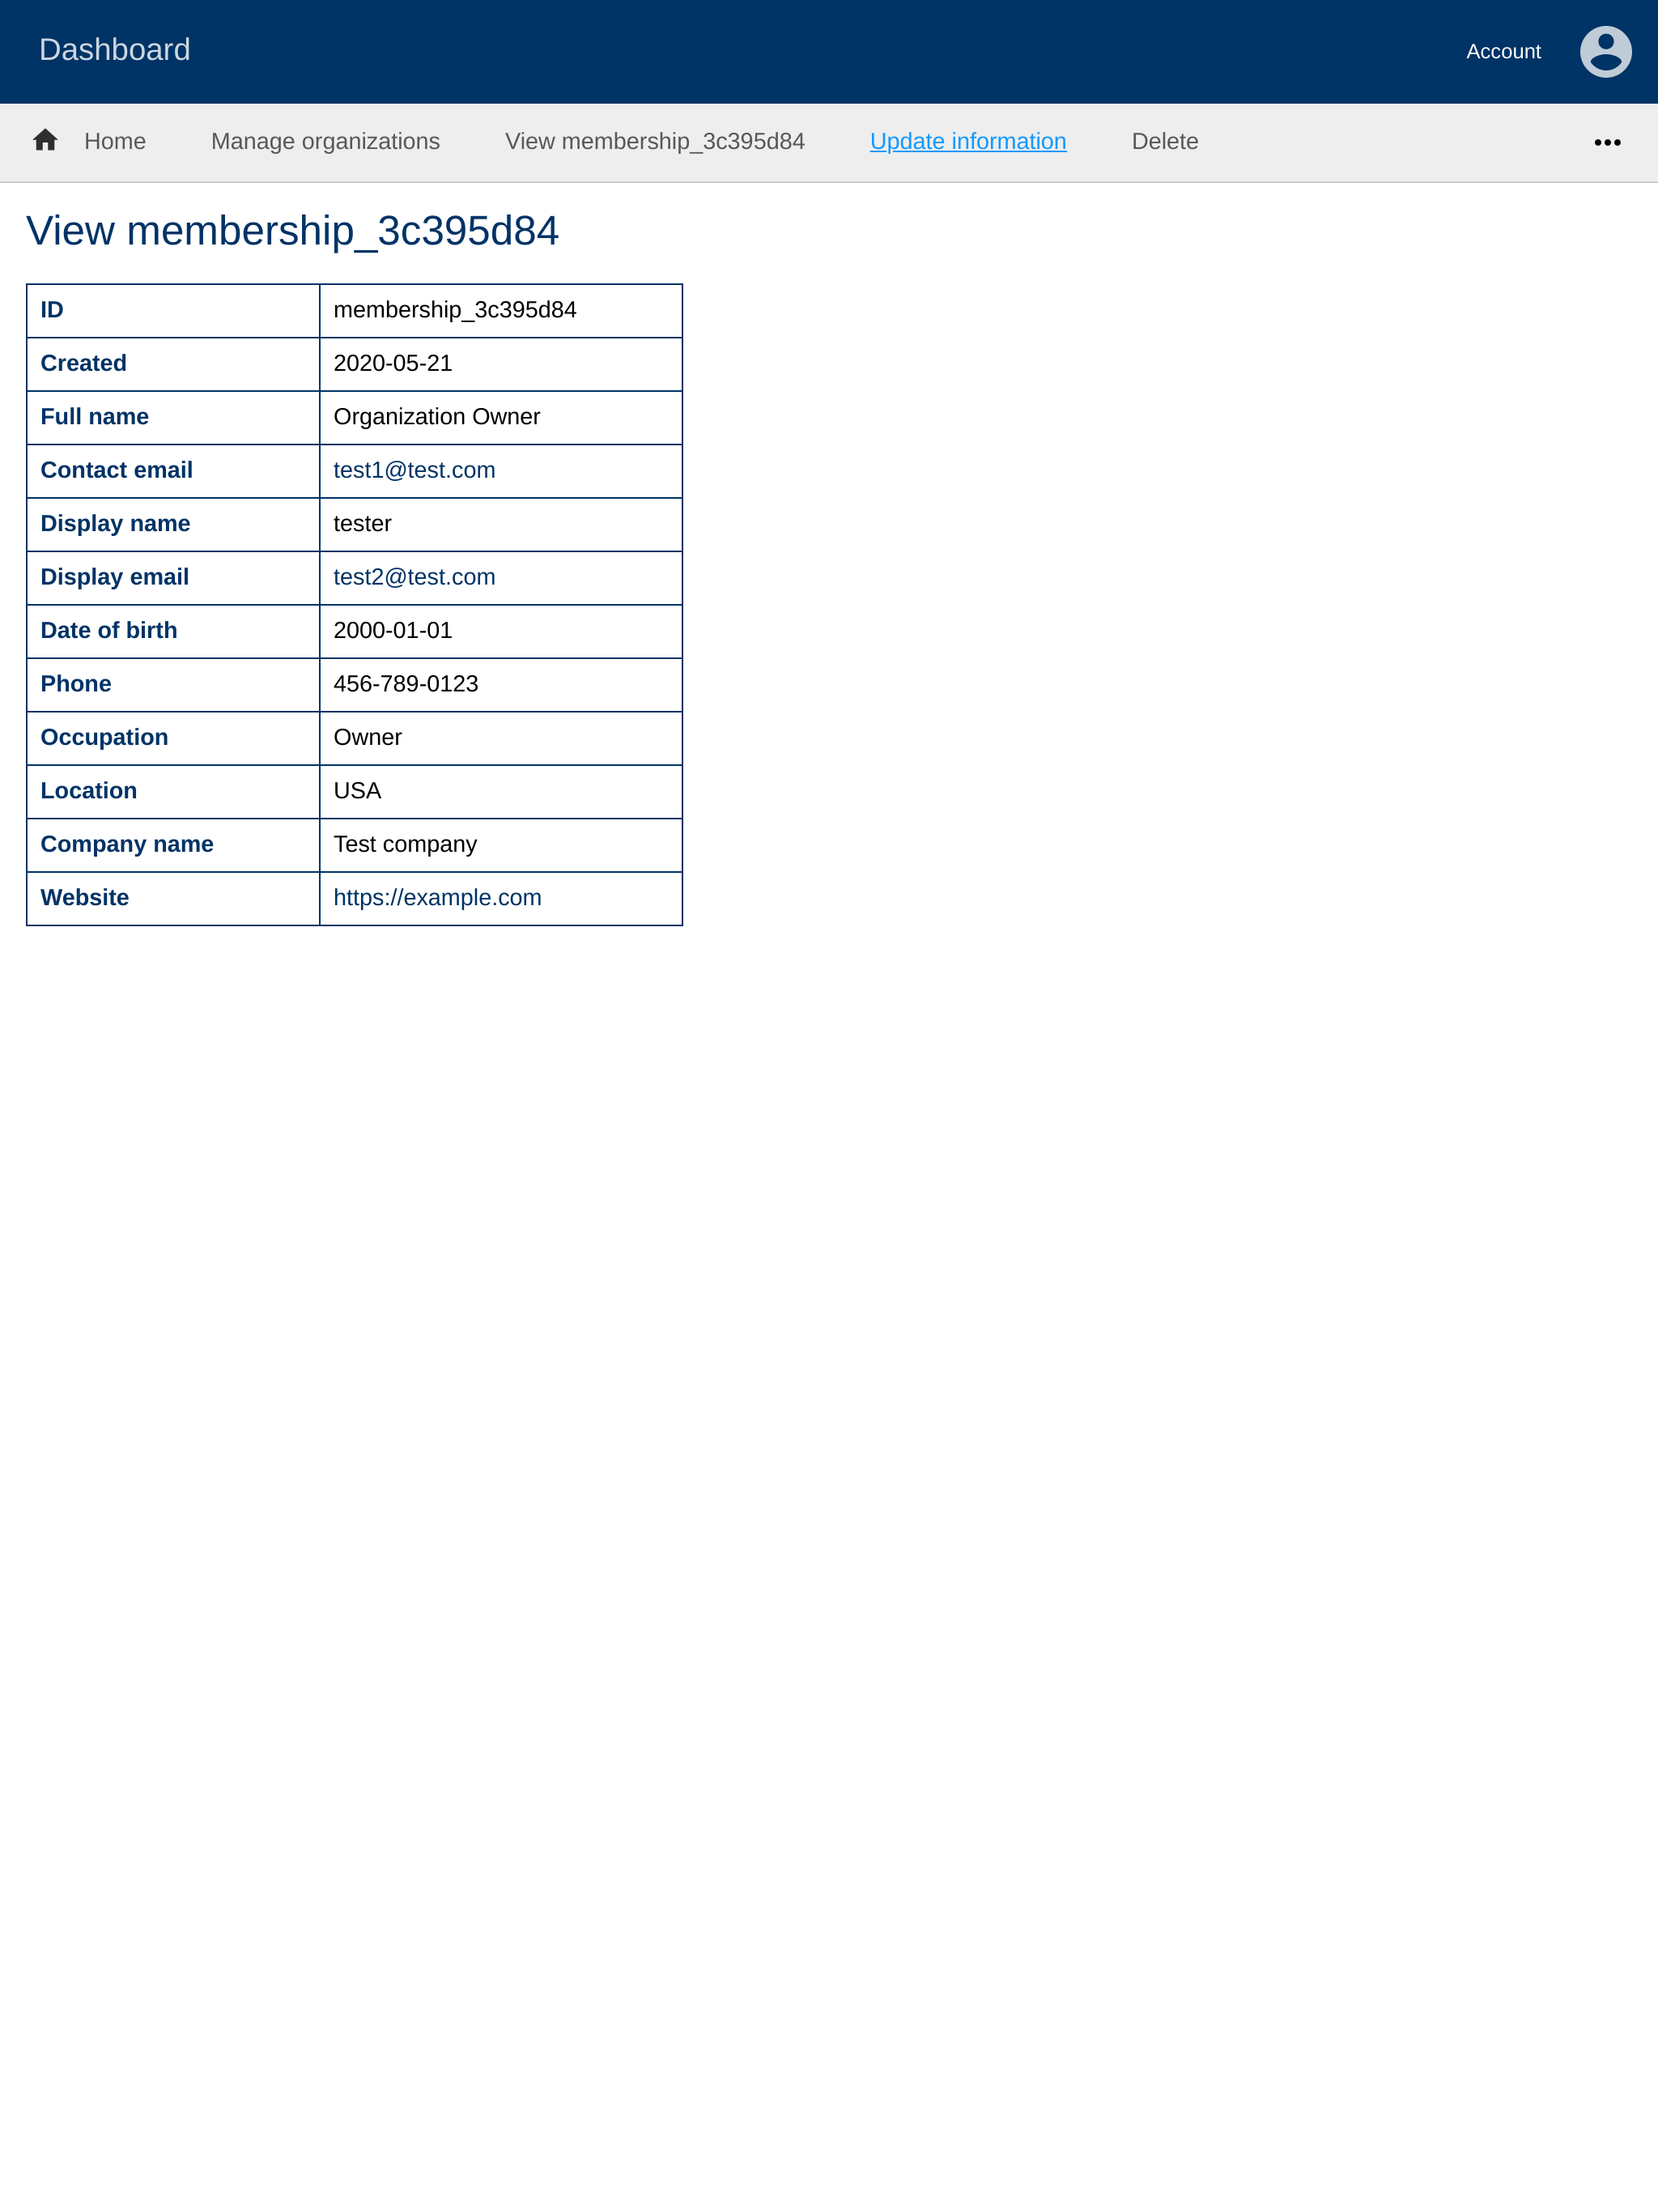 Dashboard
Account
Home Manage organizations View membership_3c395d84 Update information Delete
View membership_3c395d84
ID membership_3c395d84
Created 2020-05-21
Full name Organization Owner
Contact email test1@test.com
Display name tester
Display email test2@test.com
Date of birth 2000-01-01
Phone 456-789-0123
Occupation Owner
Location USA
Company name Test company
Website https://example.com